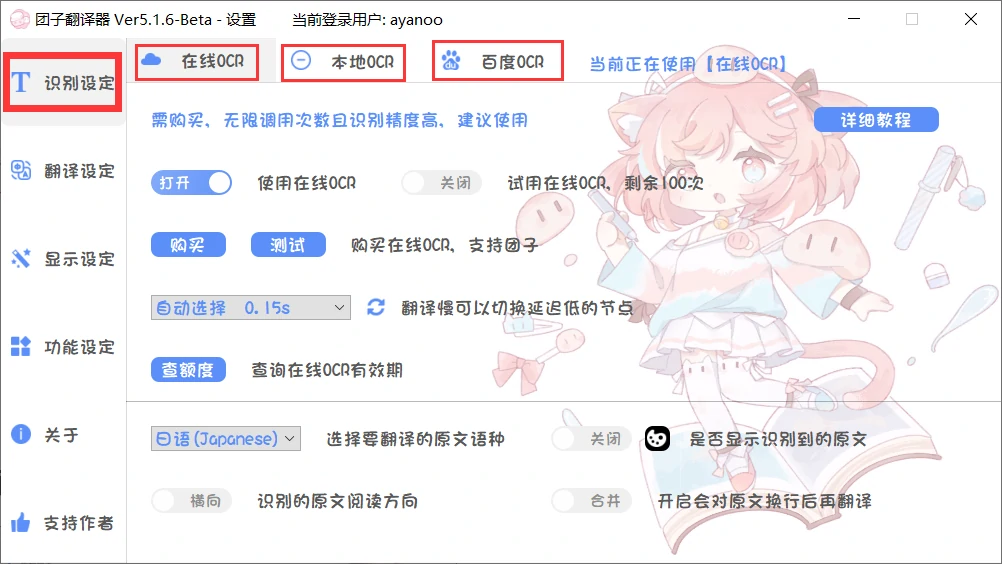 团子翻译器 Ver5.1.6-Beta - 设置 当前登录用户: ayanoo
识别设定
翻译设定
显示设定
功能设定
关于
支持作者
在线OCR 本地OCR 百度OCR 当前正在使用【在线OCR】
需购买，无限调用次数且识别精度高，建议使用 详细教程
打开 使用在线OCR 关闭 试用在线OCR，剩余100次
购买 测试 购买在线OCR，支持团子
自动选择 0.15s 翻译慢可以切换延迟低的节点
查额度 查询在线OCR有效期
日语(Japanese) 选择要翻译的原文语种 关闭 是否显示识别到的原文
横向 识别的原文阅读方向 合并 开启会对原文换行后再翻译